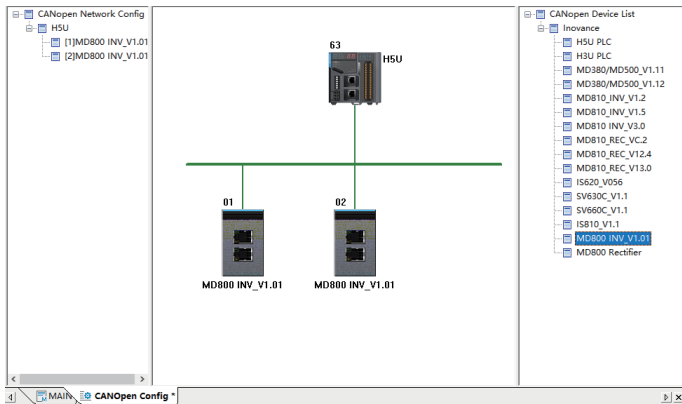 CANopen Network Config
H5U
[1]MD800 INV_V1.01
[2]MD800 INV_V1.01
63
H5U
01
02
MD800 INV_V1.01
MD800 INV_V1.01
CANopen Device List
Inovance
H5U PLC
H3U PLC
MD380/MD500_V1.11
MD380/MD500_V1.12
MD810_INV_V1.2
MD810_INV_V1.5
MD810 INV_V3.0
MD810_REC_VC.2
MD810_REC_V12.4
MD810_REC_V13.0
IS620_V056
SV630C_V1.1
SV660C_V1.1
IS810_V1.1
MD800 INV_V1.01
MD800 Rectifier
MAIN
CANOpen Config *